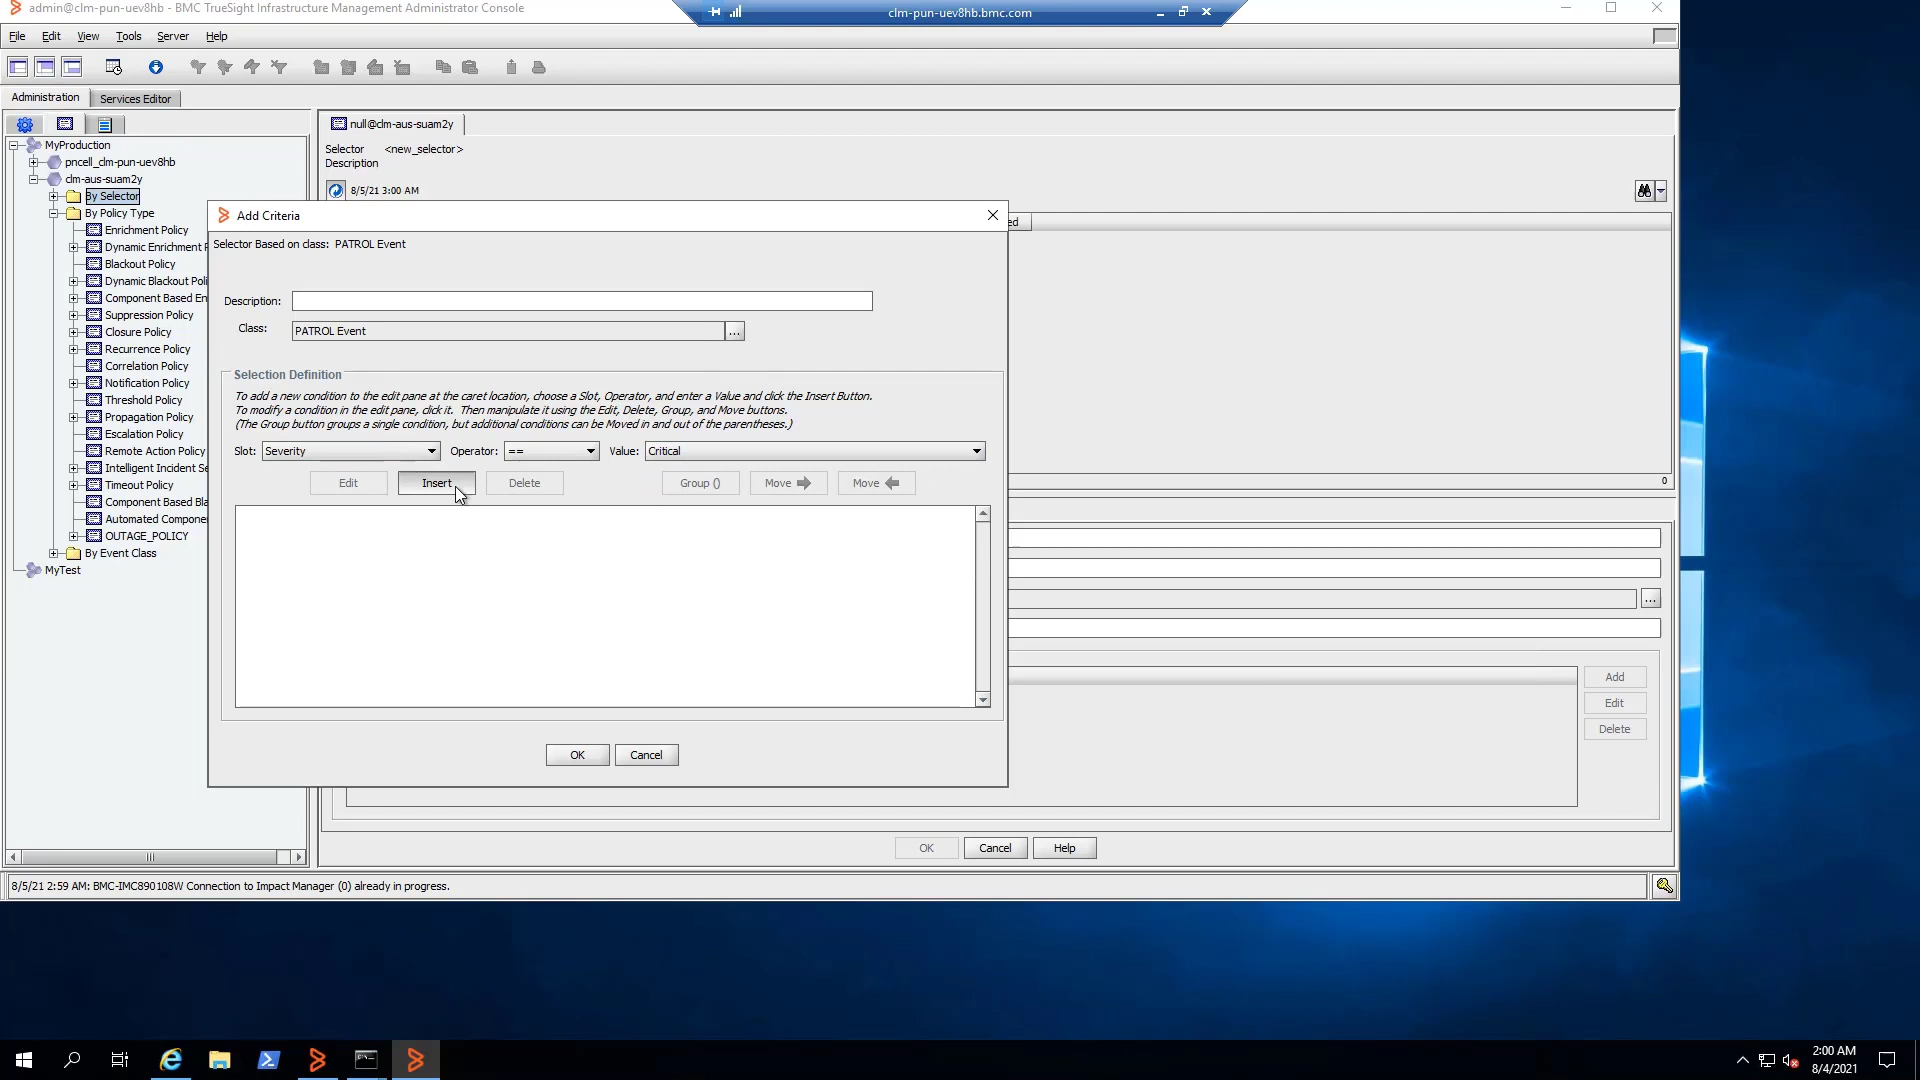 admin@clm-pun-uev8hb - BMC TrueSight Infrastructure Management Administrator Console
clm-pun-uev8hb.bmc.com
File Edit View Tools Server Help
Administration Services Editor
MyProduction
pncell_clm-pun-uev8hb
clm-aus-suam2y
By Selector
By Policy Type
Enrichment Policy
Dynamic Enrichment P
Blackout Policy
Dynamic Blackout Poli
Component Based En
Suppression Policy
Closure Policy
Recurrence Policy
Correlation Policy
Notification Policy
Threshold Policy
Propagation Policy
Escalation Policy
Remote Action Policy
Intelligent Incident Se
Timeout Policy
Component Based Bla
Automated Compone
OUTAGE_POLICY
By Event Class
MyTest
null@clm-aus-suam2y
Selector <new_selector>
Description
8/5/21 3:00 AM
ed
0
Add Criteria
Selector Based on class: PATROL Event
Description:
Class: PATROL Event ...
Selection Definition
To add a new condition to the edit pane at the caret location, choose a Slot, Operator, and enter a Value and click the Insert Button.
To modify a condition in the edit pane, click it. Then manipulate it using the Edit, Delete, Group, and Move buttons.
(The Group button groups a single condition, but additional conditions can be Moved in and out of the parentheses.)
Slot: Severity Operator: == Value: Critical
Edit Insert Delete Group () Move Move
OK Cancel
...
Add
Edit
Delete
OK Cancel Help
8/5/21 2:59 AM: BMC-IMC890108W Connection to Impact Manager (0) already in progress.
2:00 AM
8/4/2021